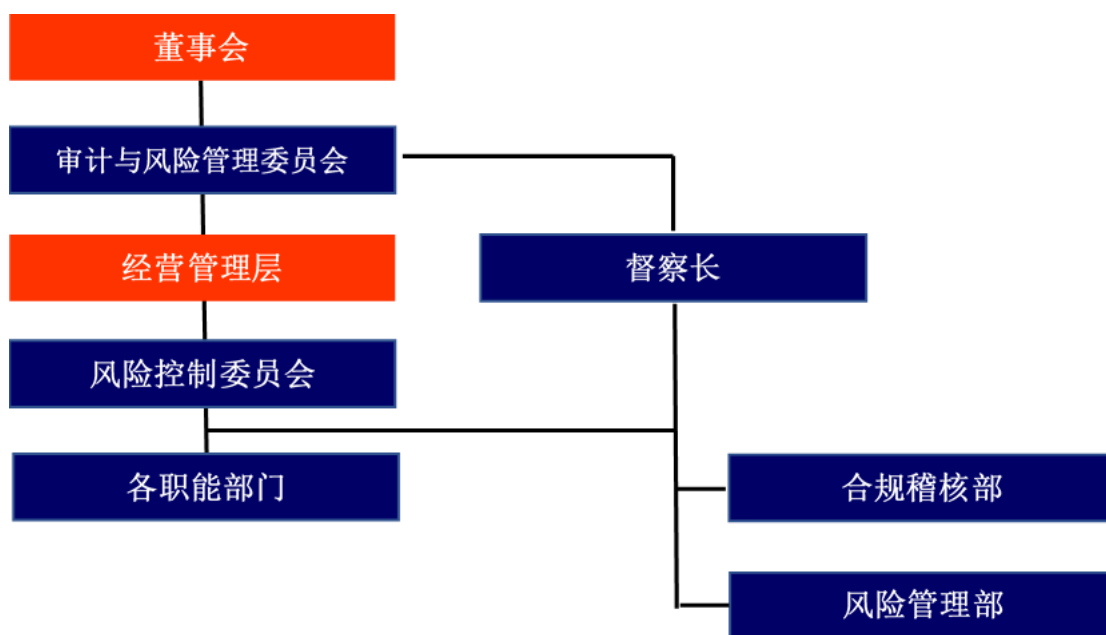 董事会
审计与风险管理委员会
经营管理层
督察长
风险控制委员会
各职能部门
合规稽核部
风险管理部